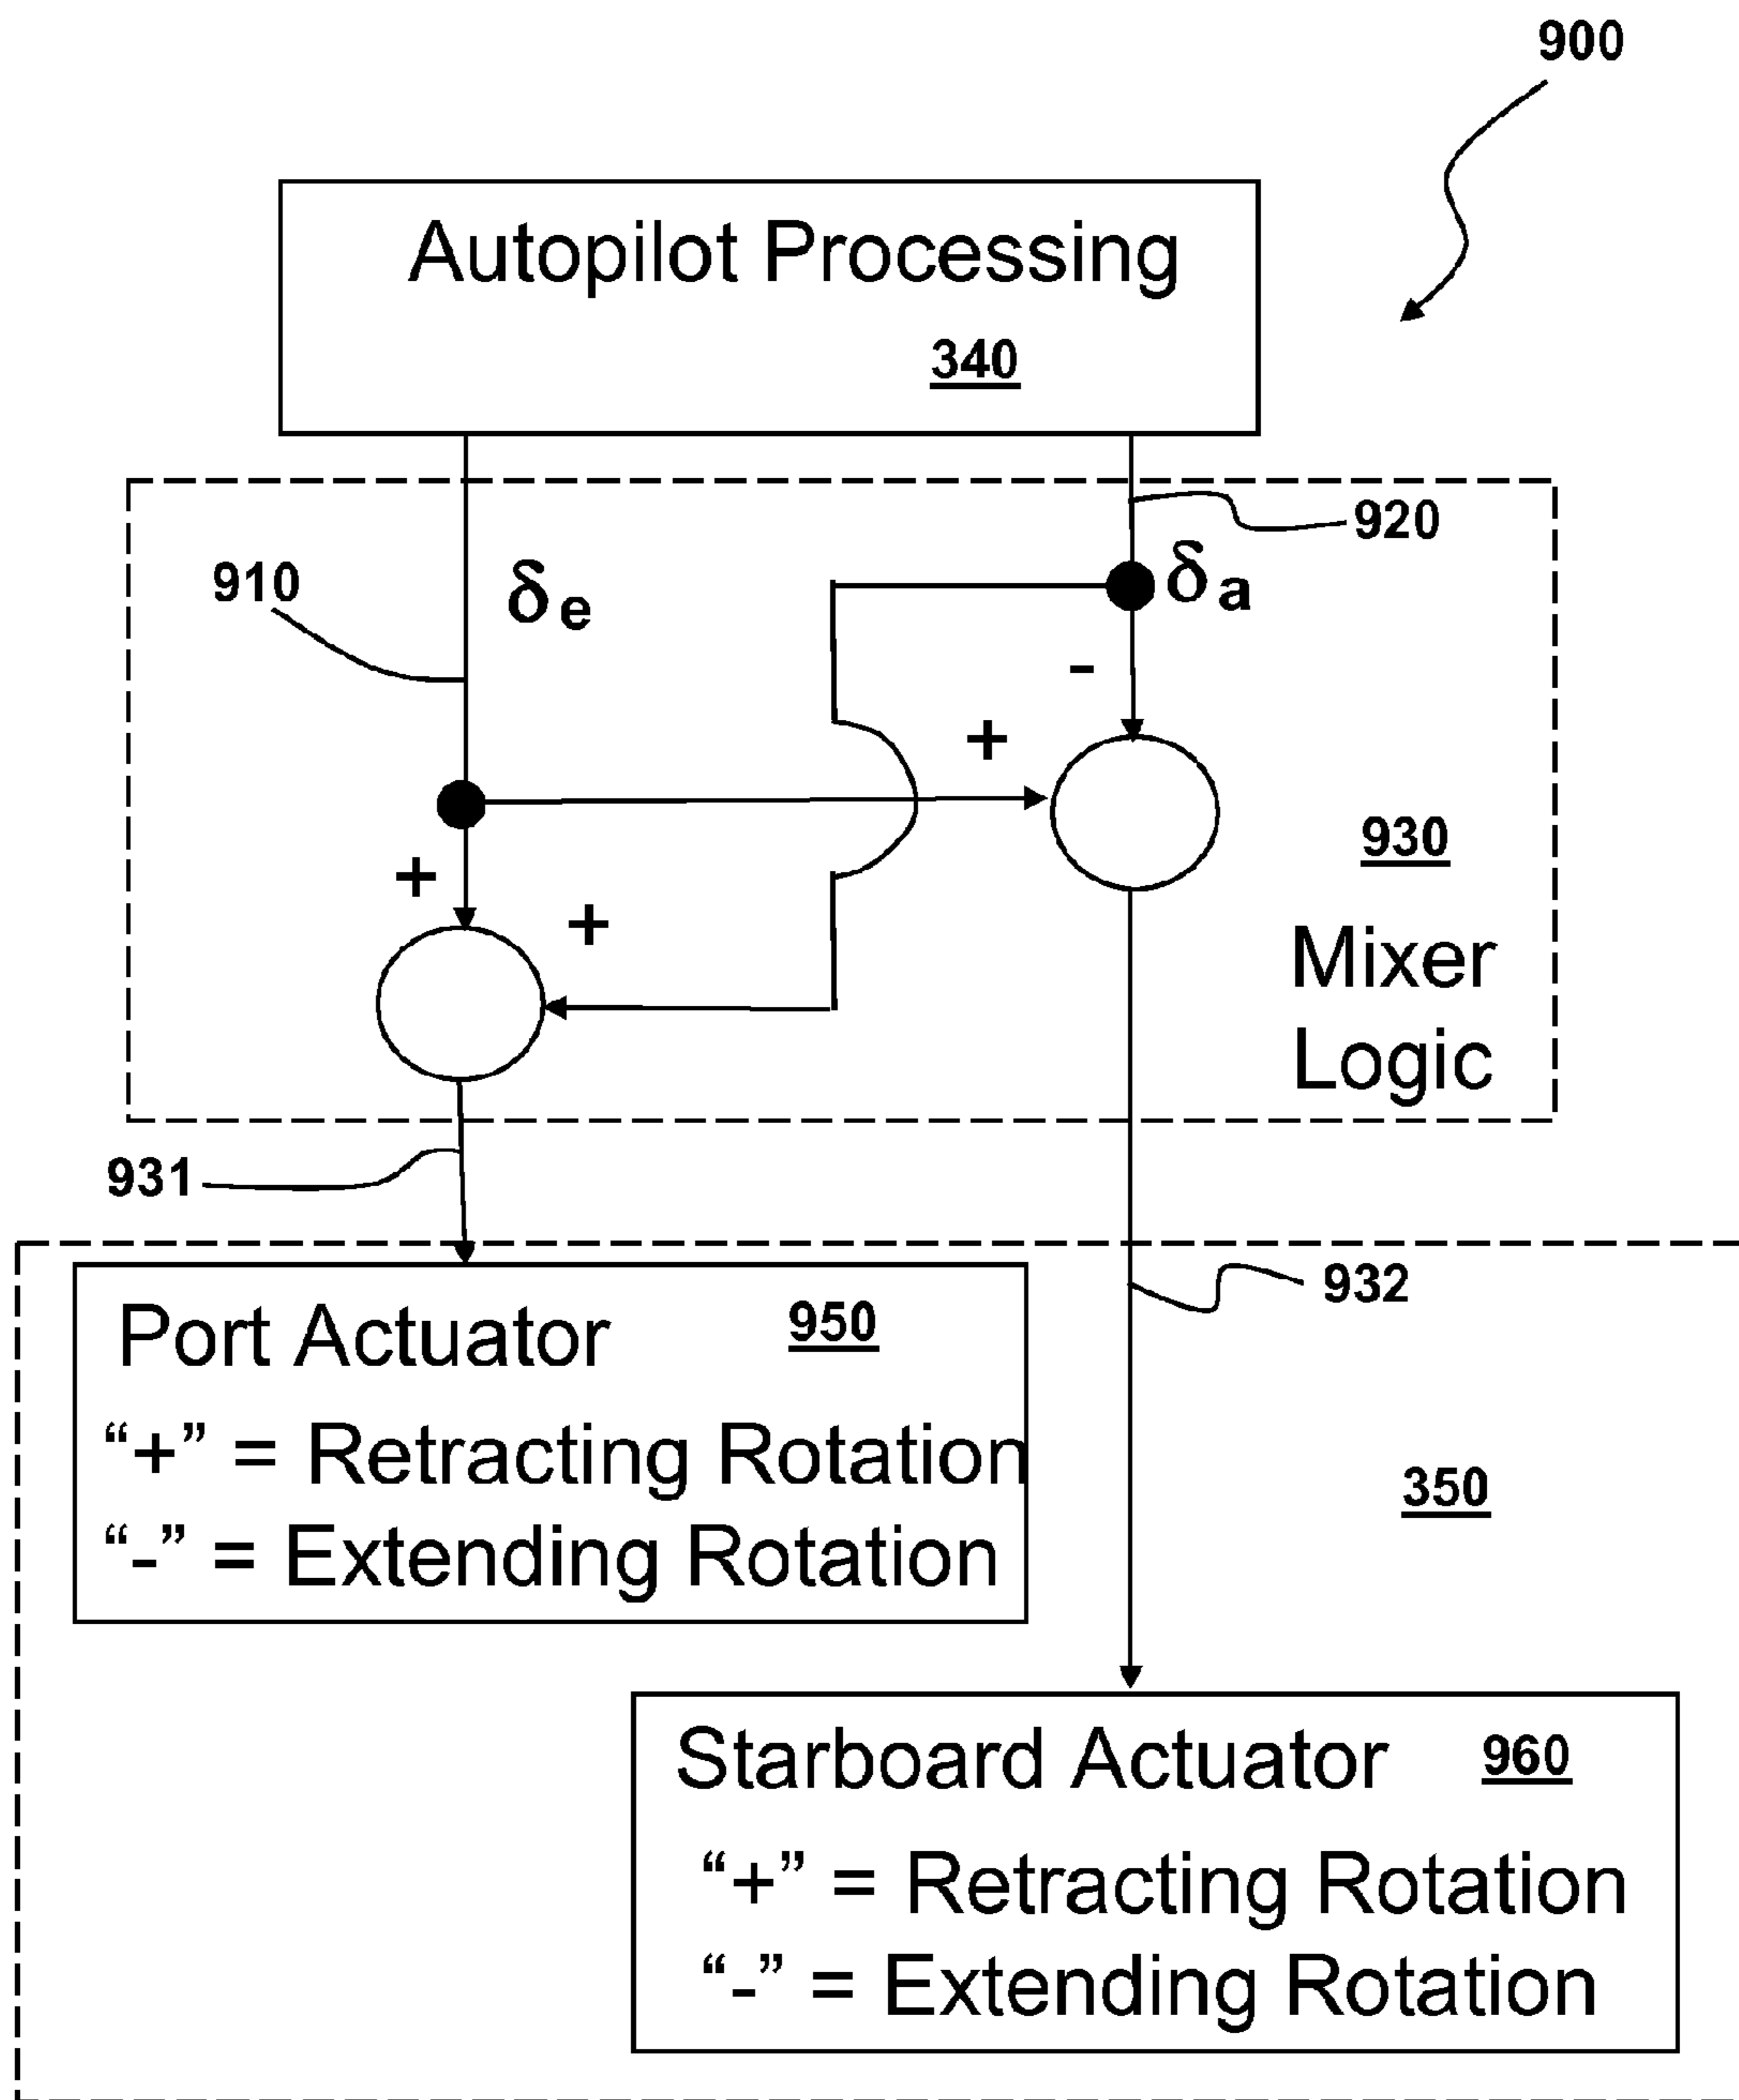 900
Autopilot Processing
340
920
910
δe
δa
-
+
930
+
+
Mixer
Logic
931
932
Port Actuator 950
“+” = Retracting Rotation
“-” = Extending Rotation
350
Starboard Actuator 960
“+” = Retracting Rotation
“-” = Extending Rotation